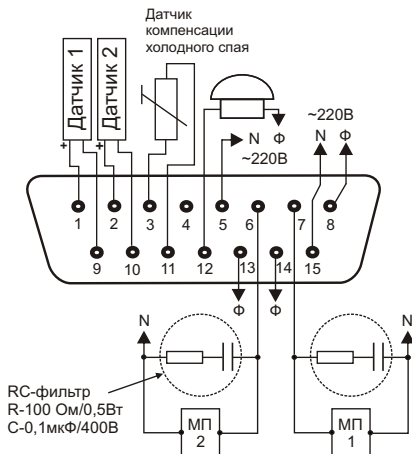 Датчик
компенсации
холодного спая
Датчик 1
Датчик 2
+
+
N
Ф
~220В
~220В
N
Ф
1
2
3
4
5
6
7
8
9
10
11
12
13
14
15
Ф
Ф
N
N
RC-фильтр
R-100 Ом/0,5Вт
C-0,1мкФ/400В
МП
2
МП
1